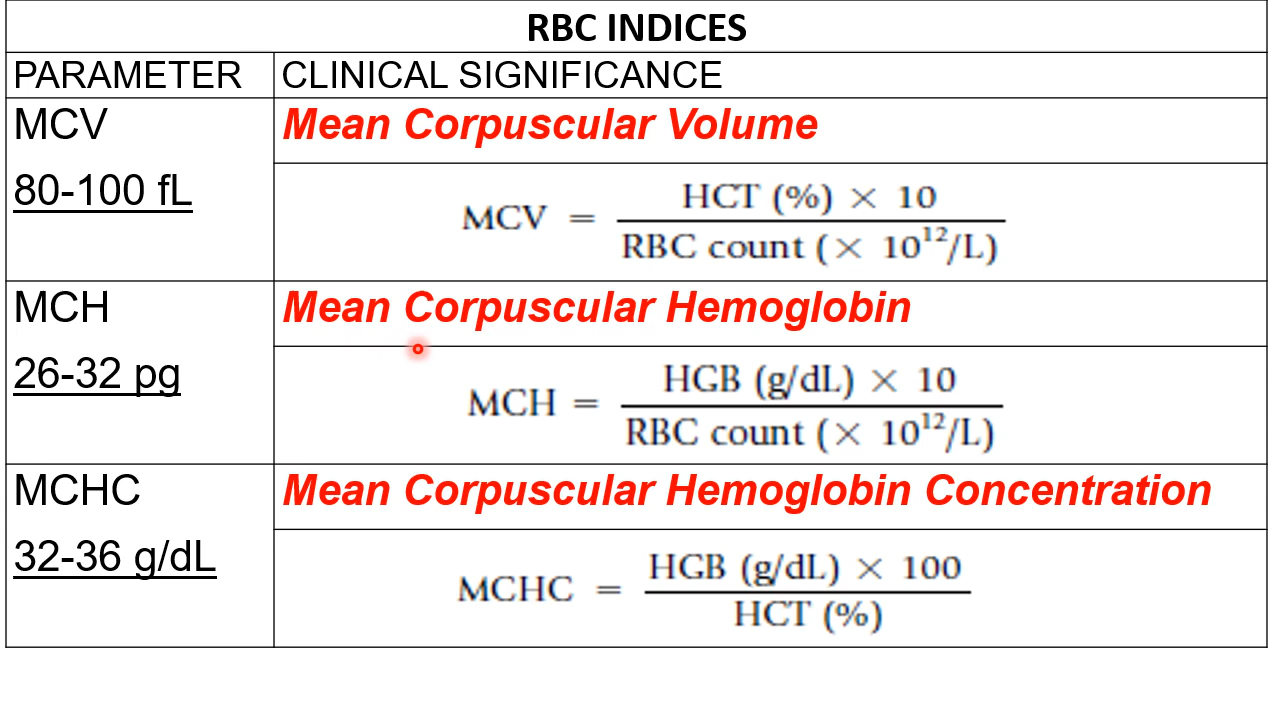 RBC INDICES
PARAMETER CLINICAL SIGNIFICANCE
MCV
80-100 fL
Mean Corpuscular Volume
MCV = HCT (%) × 10
RBC count (× 10¹²/L)
MCH
26-32 pg
Mean Corpuscular Hemoglobin
MCH = HGB (g/dL) × 10
RBC count (× 10¹²/L)
MCHC
32-36 g/dL
Mean Corpuscular Hemoglobin Concentration
MCHC = HGB (g/dL) × 100
HCT (%)